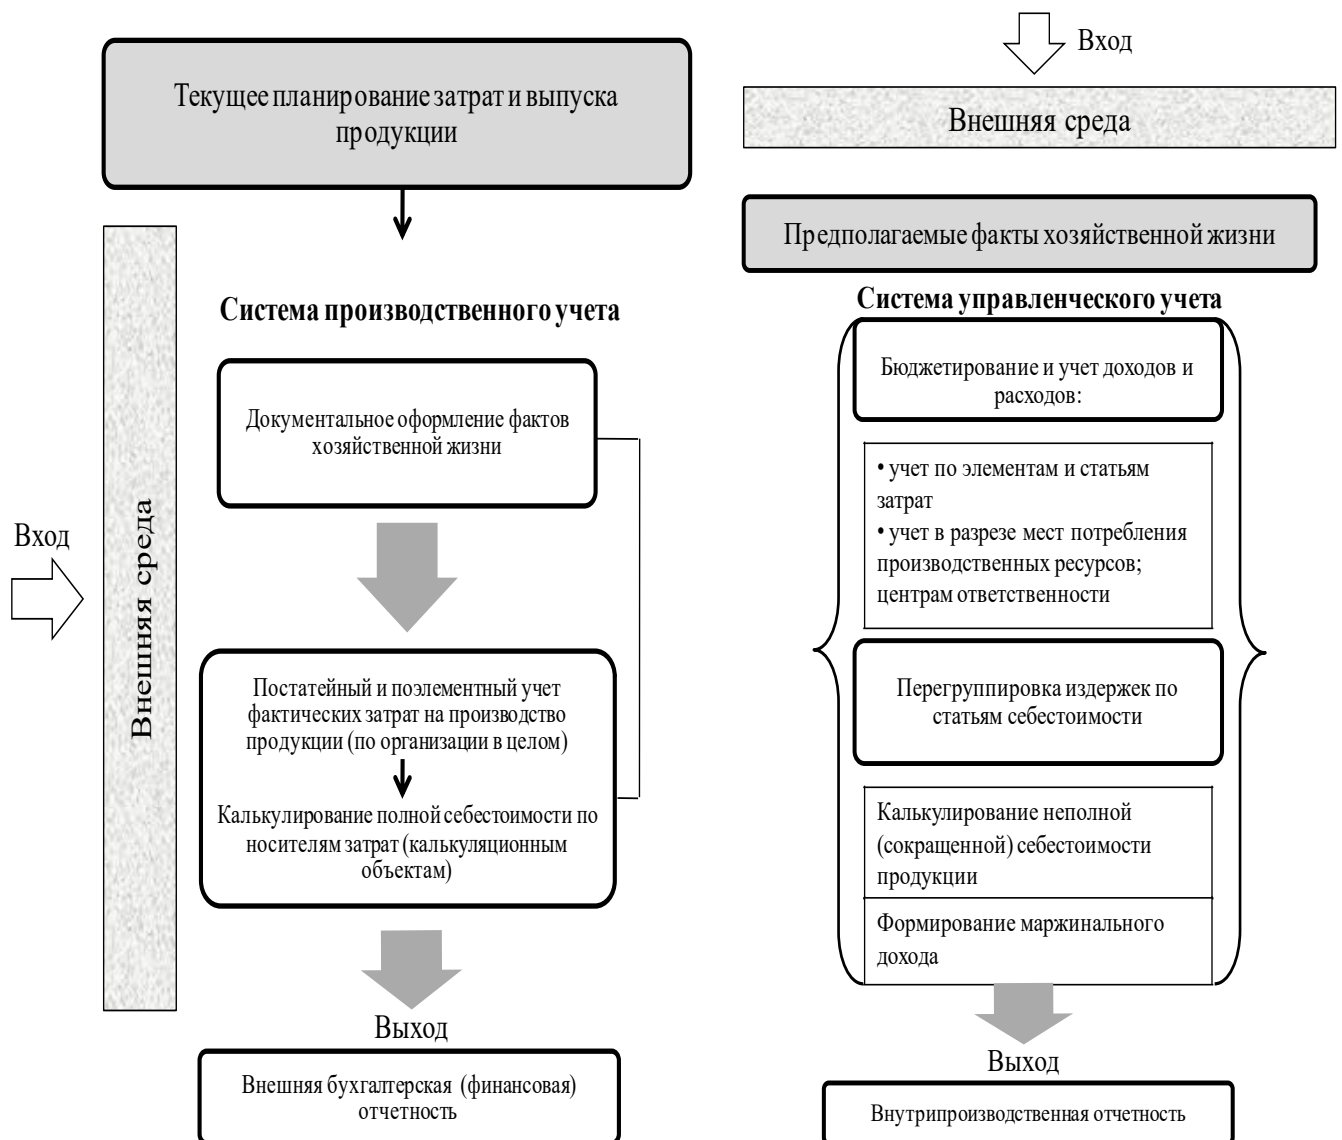 Текущее планирование затрат и выпуска
продукции
Вход
Внешняя среда
Система производственного учета
Документальное оформление фактов
хозяйственной жизни
Постатейный и поэлементный учет
фактических затрат на производство
продукции (по организации в целом)
Калькулирование полной себестоимости по
носителям затрат (калькуляционным
объектам)
Выход
Внешняя бухгалтерская (финансовая)
отчетность
Вход
Внешняя среда
Предполагаемые факты хозяйственной жизни
Система управленческого учета
Бюджетирование и учет доходов и
расходов:
• учет по элементам и статьям
затрат
• учет в разрезе мест потребления
производственных ресурсов;
центрам ответственности
Перегруппировка издержек по
статьям себестоимости
Калькулирование неполной
(сокращенной) себестоимости
продукции
Формирование маржинального
дохода
Выход
Внутрипроизводственная отчетность